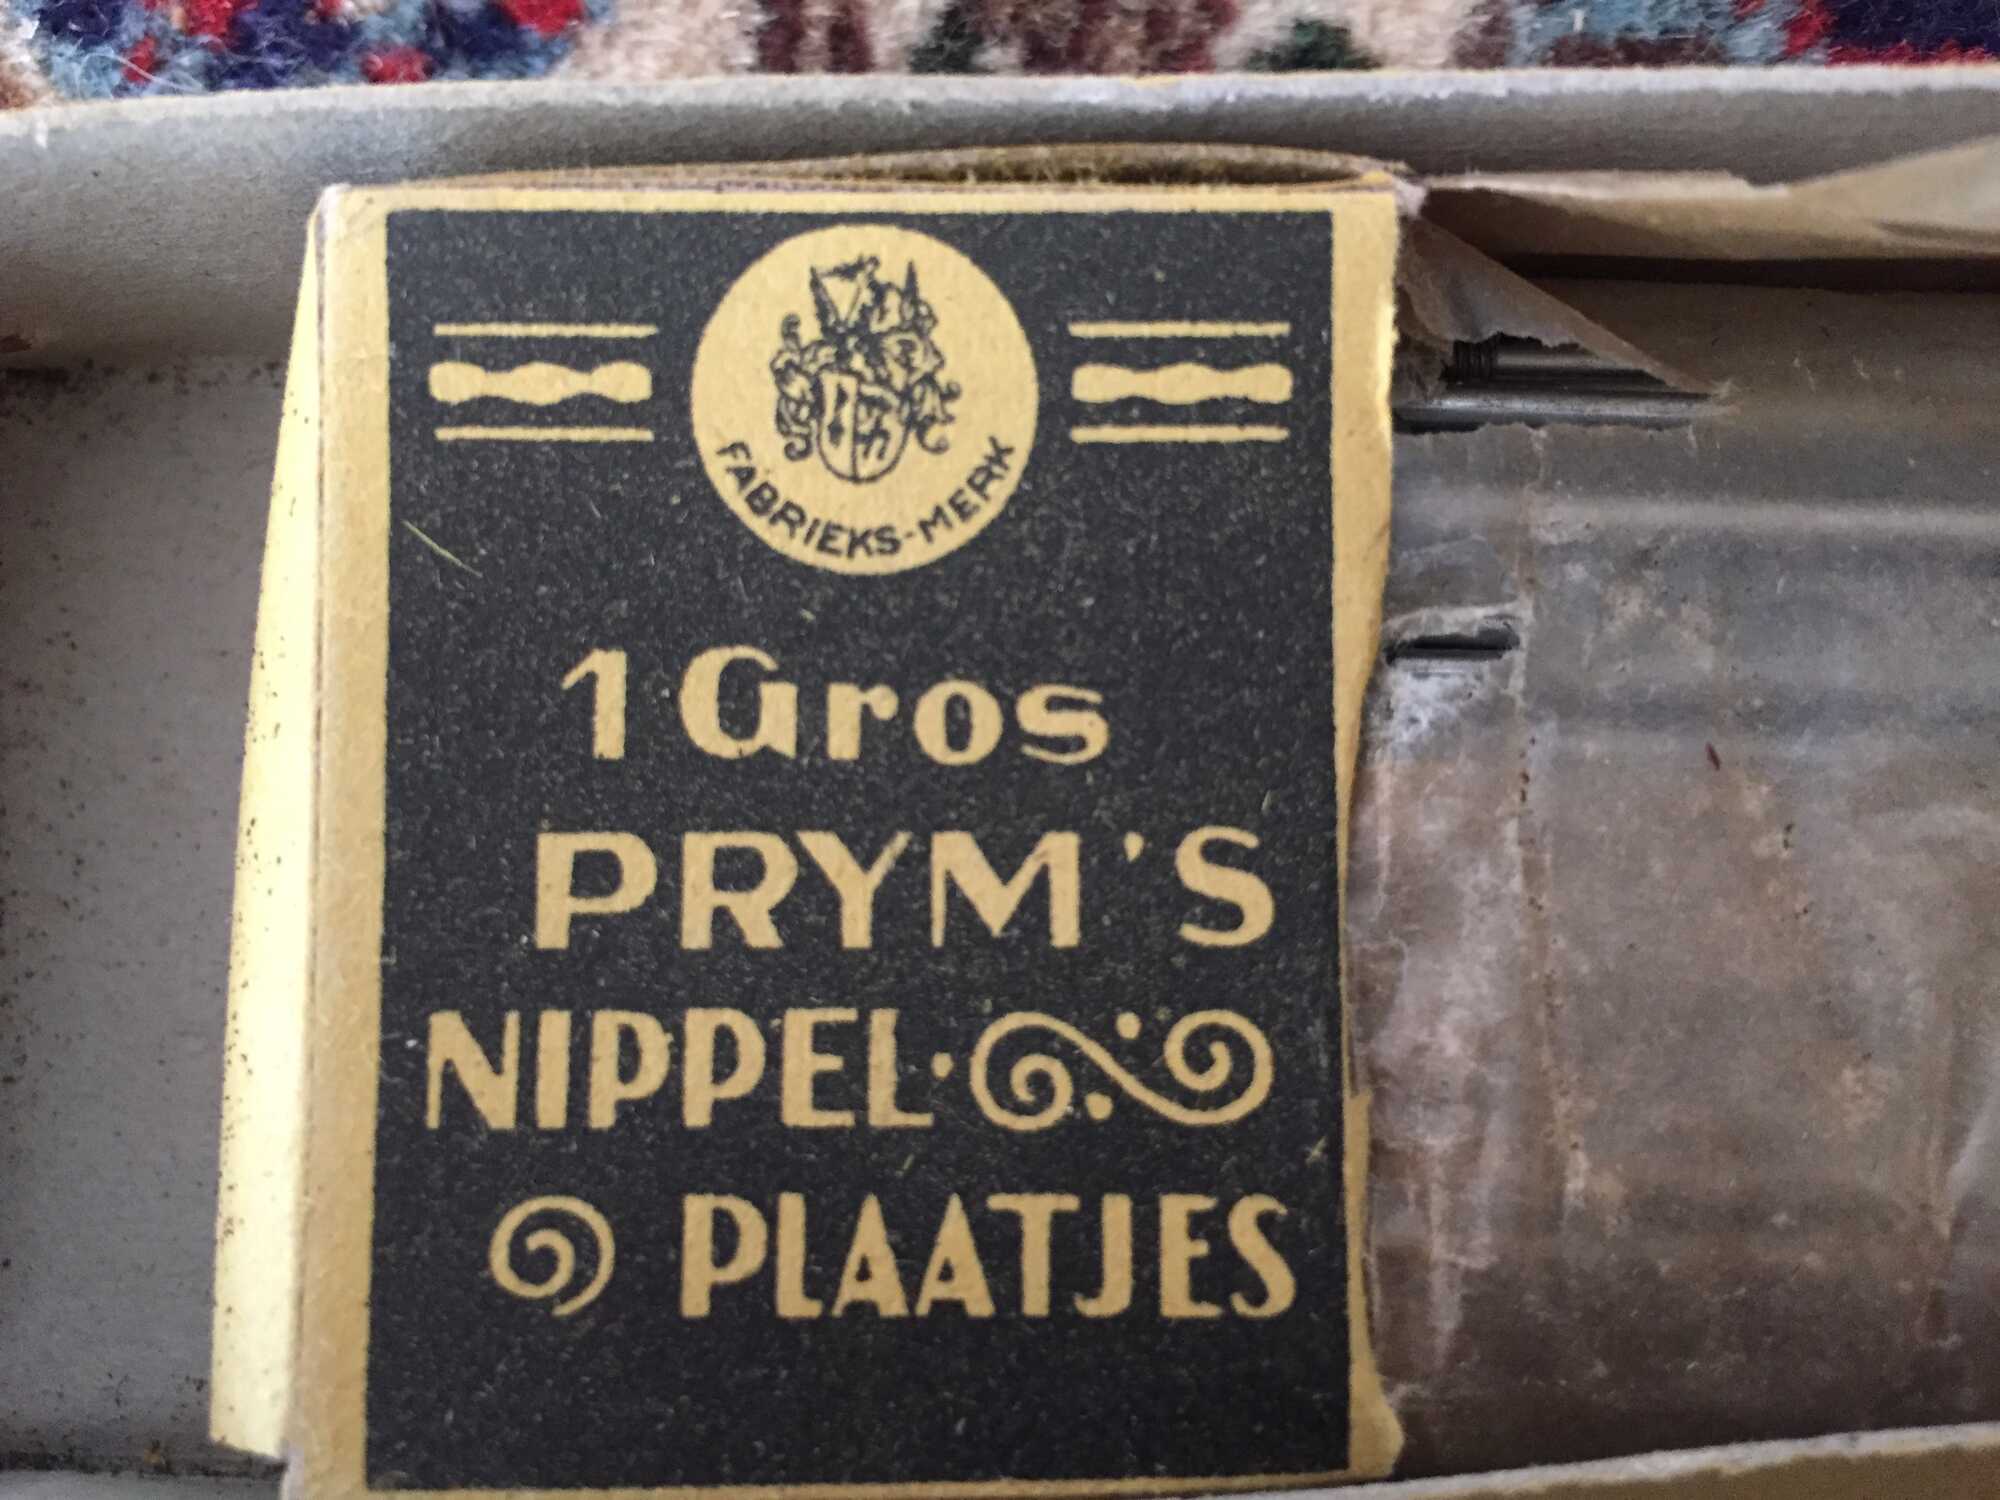 FABRIEKS-MERK
1 Gros
PRYM'S
NIPPEL·
PLAATJES